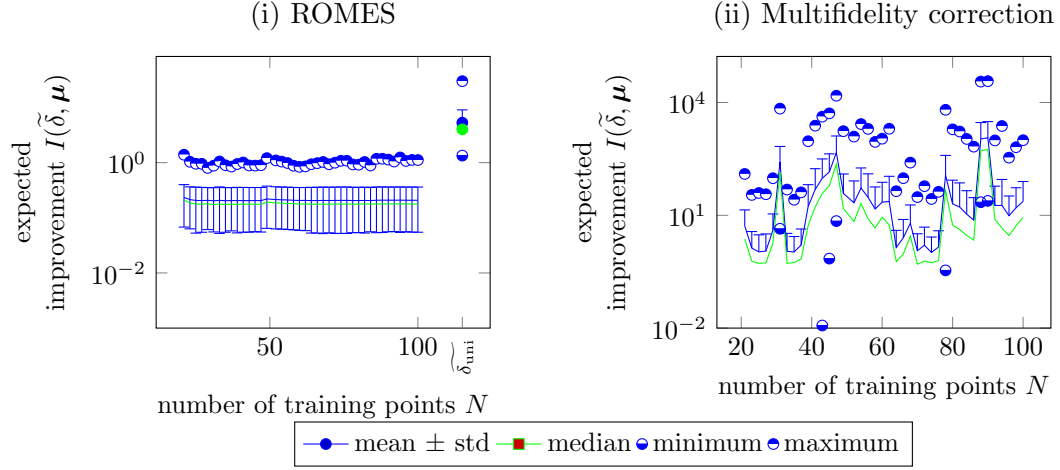 (i) ROMES
(ii) Multifidelity correction
expected
improvement I(δ̃, μ)
10^0
10^−2
50
100
δ̃_uni
number of training points N
expected
improvement I(δ̃, μ)
10^4
10^1
10^−2
20
40
60
80
100
number of training points N
mean ± std
median
minimum
maximum